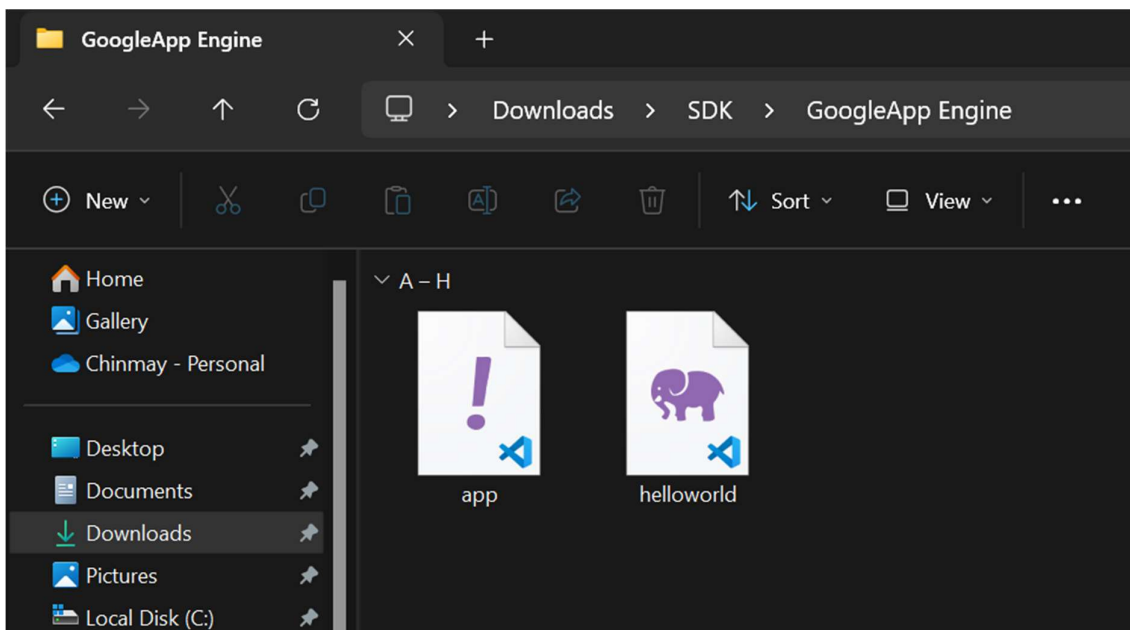 GoogleApp Engine
Downloads > SDK > GoogleApp Engine
New Sort View
Home
Gallery
Chinmay - Personal
Desktop
Documents
Downloads
Pictures
Local Disk (C:)
A – H
app
helloworld